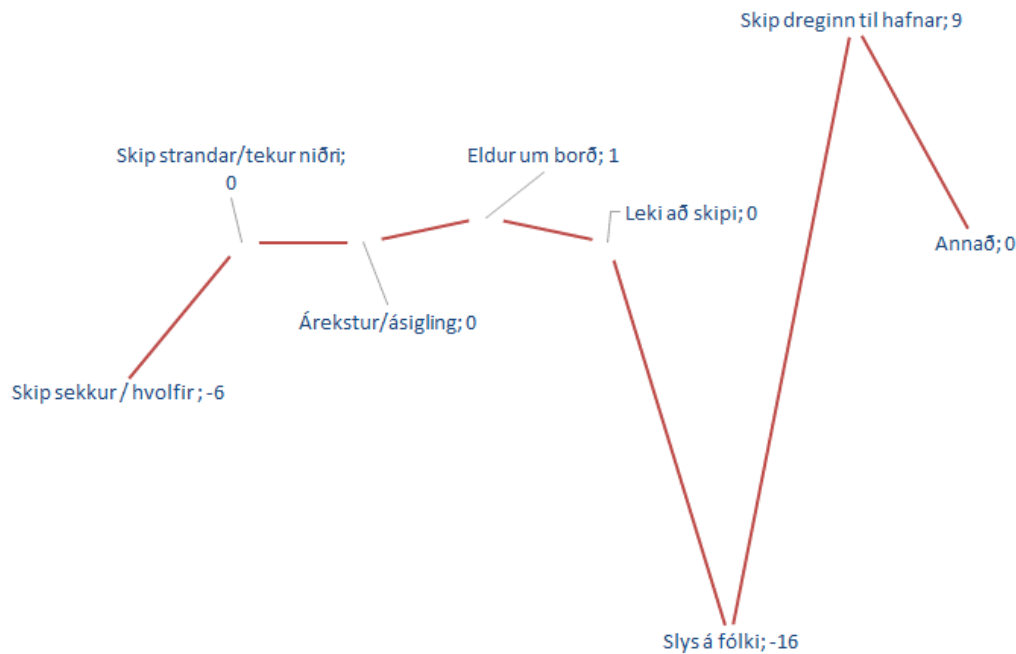 Skip dreginn til hafnar; 9
Skip strandar/tekur niðri;
0
Eldur um borð; 1
Leki að skipi; 0
Annað; 0
Árekstur/ásigling; 0
Skip sekkur / hvolfir ; -6
Slys á fólki; -16